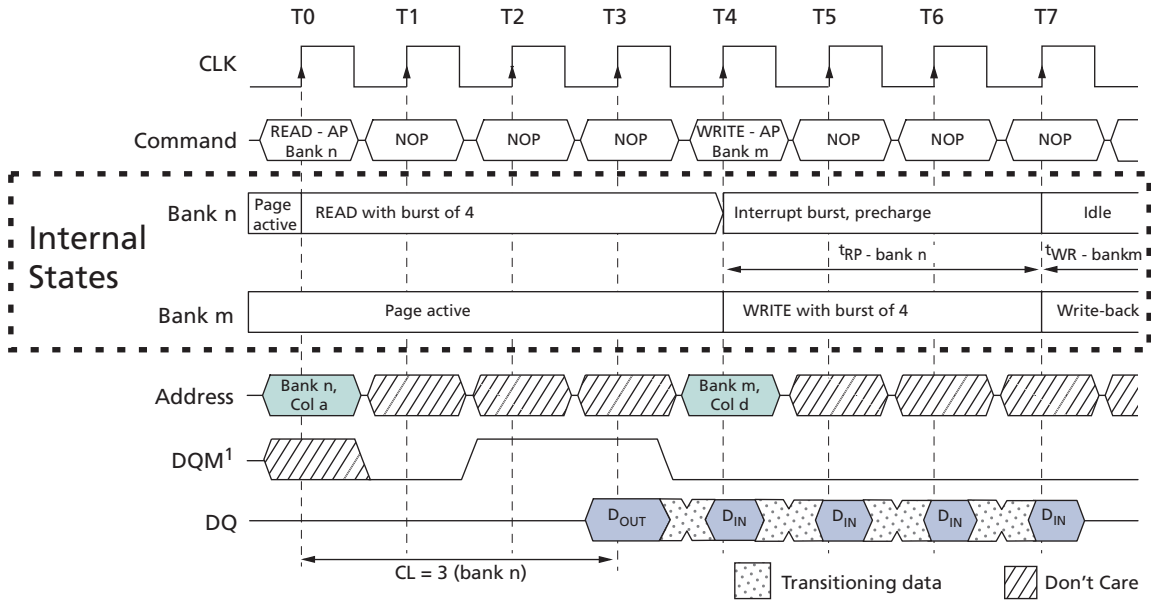 T0 T1 T2 T3 T4 T5 T6 T7
CLK
Command
READ - AP
Bank n
NOP
NOP
NOP
WRITE - AP
Bank m
NOP
NOP
NOP
Internal
States
Bank n
Page
active
READ with burst of 4
Interrupt burst, precharge
Idle
tRP - bank n
tWR - bankm
Bank m
Page active
WRITE with burst of 4
Write-back
Address
Bank n,
Col a
Bank m,
Col d
DQM1
DQ
DOUT
DIN
DIN
DIN
DIN
CL = 3 (bank n)
Transitioning data
Don't Care